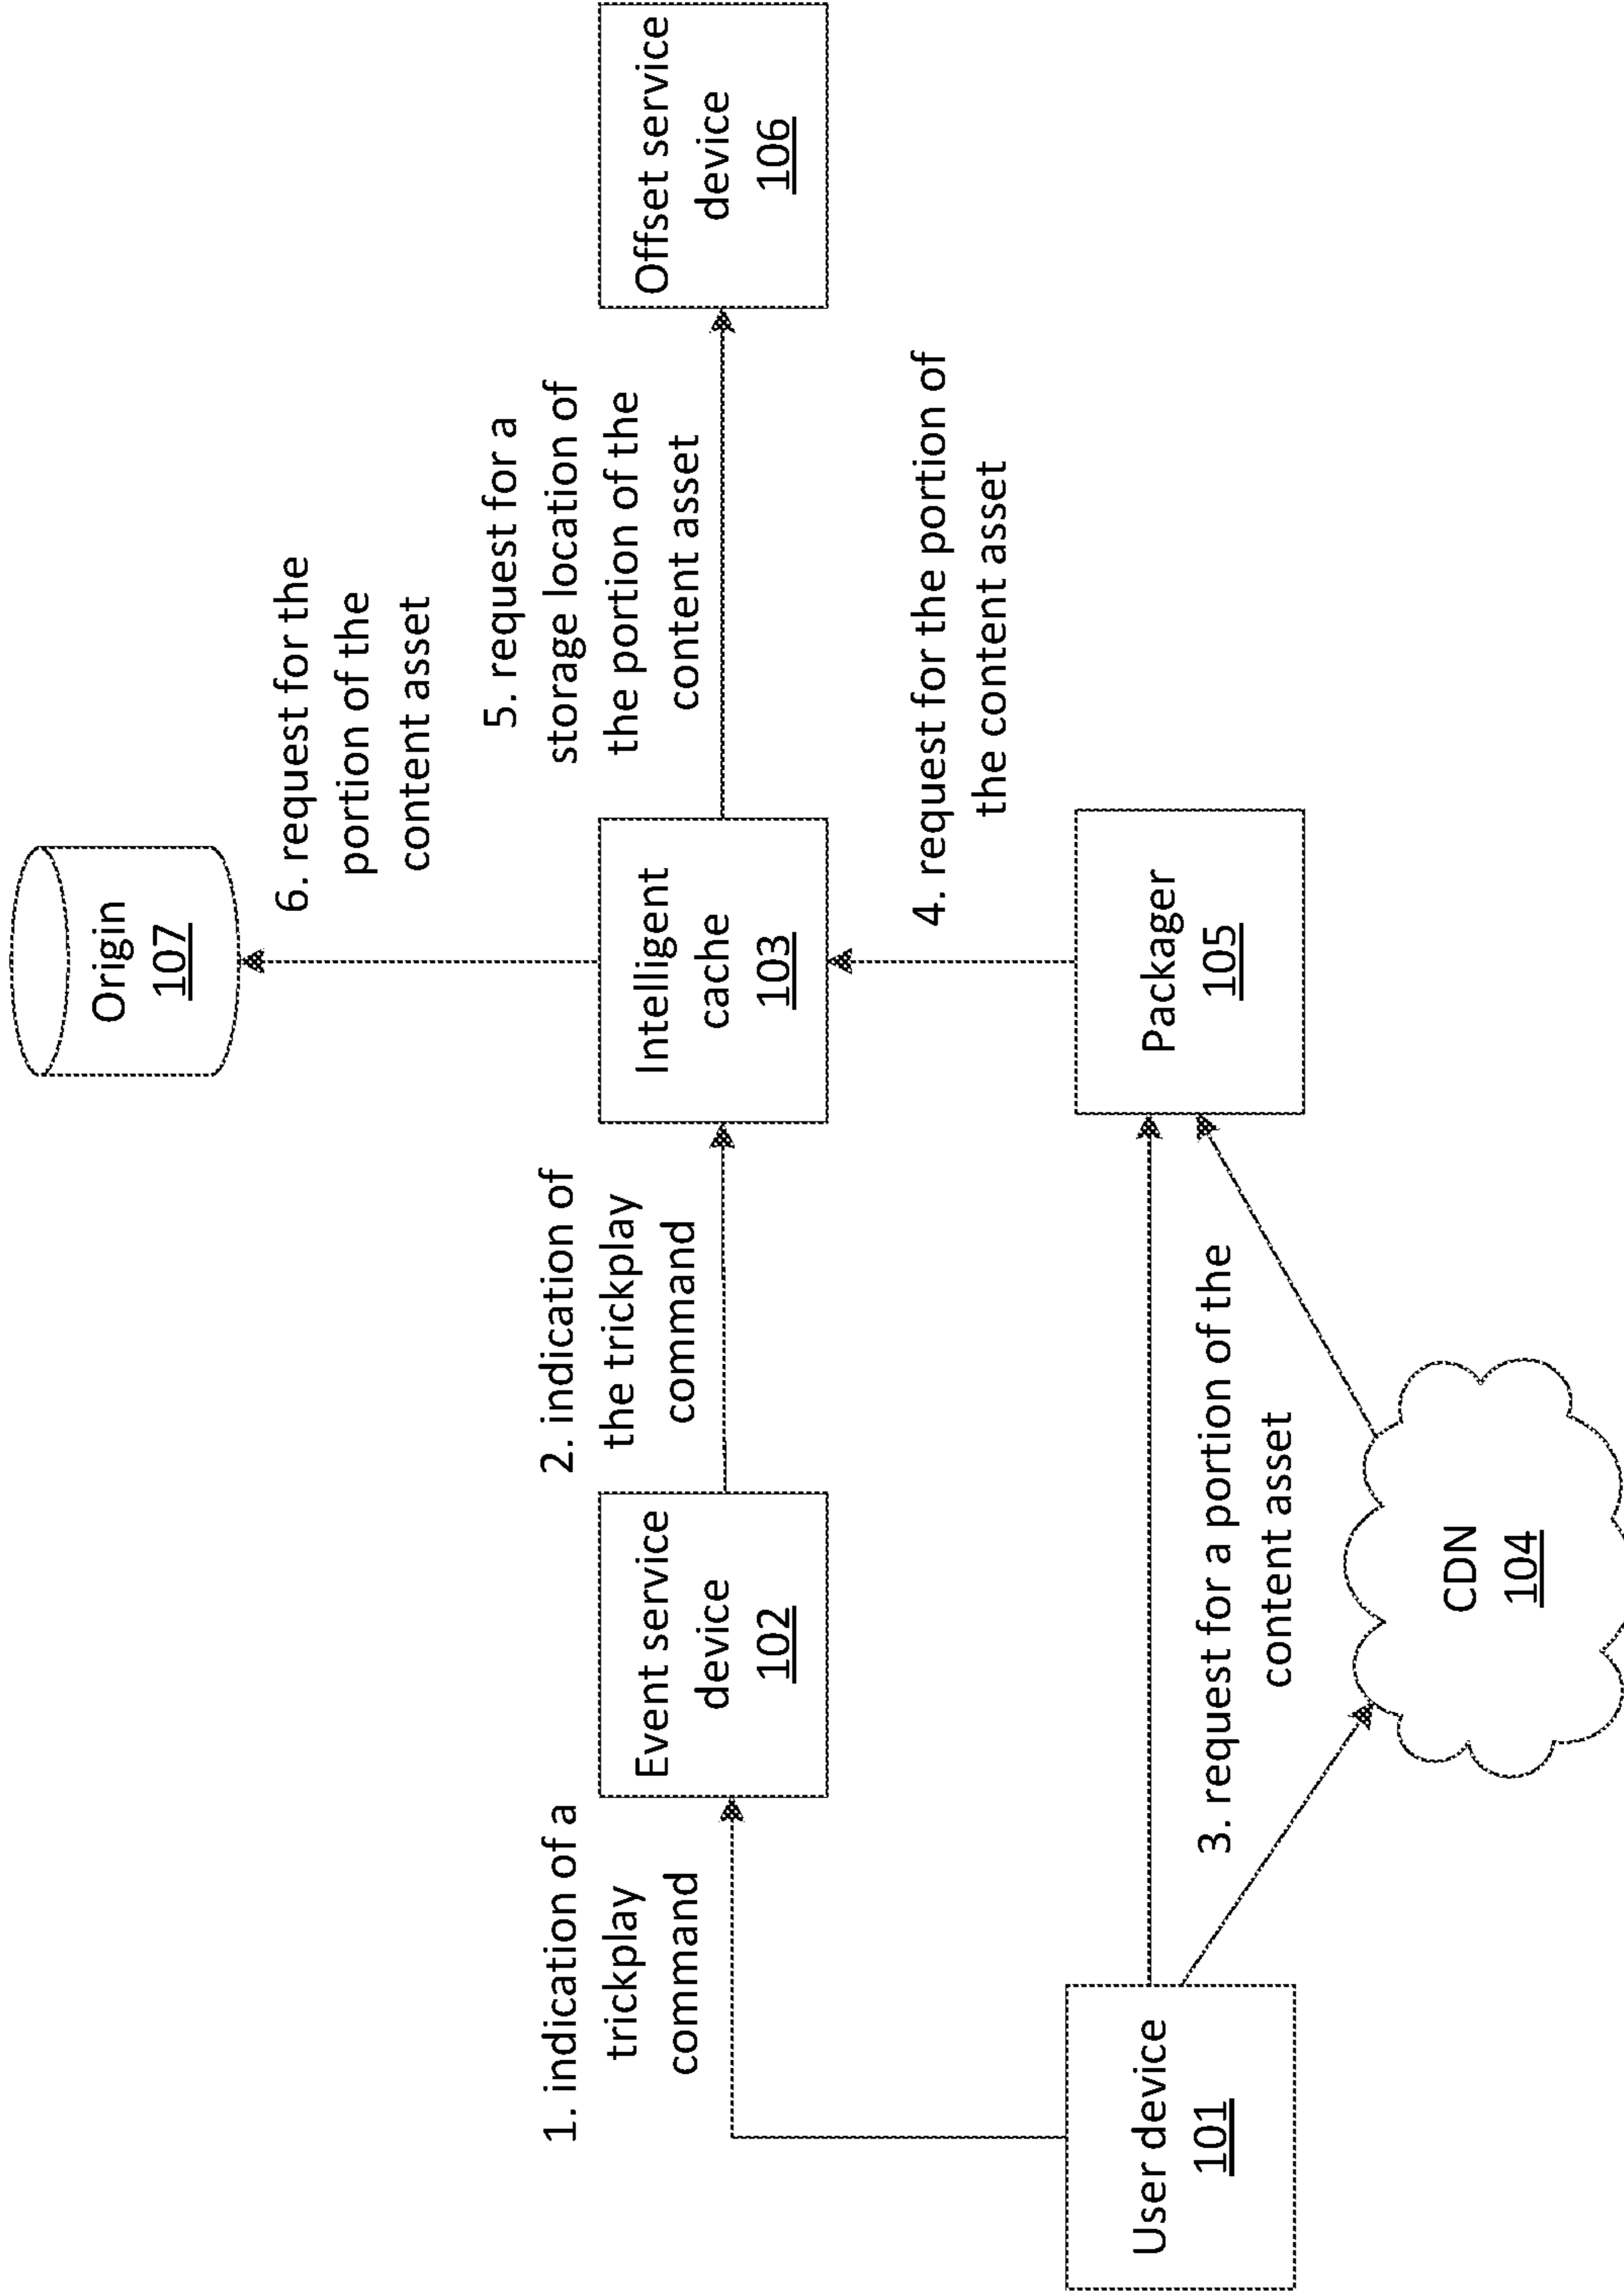 Origin
107
6. request for the
portion of the
content asset
1. indication of a
trickplay
command
Event service
device
102
2. indication of
the trickplay
command
Intelligent
cache
103
5. request for a
storage location of
the portion of the
content asset
Offset service
device
106
4. request for the portion of
the content asset
User device
101
3. request for a portion of the
content asset
Packager
105
CDN
104